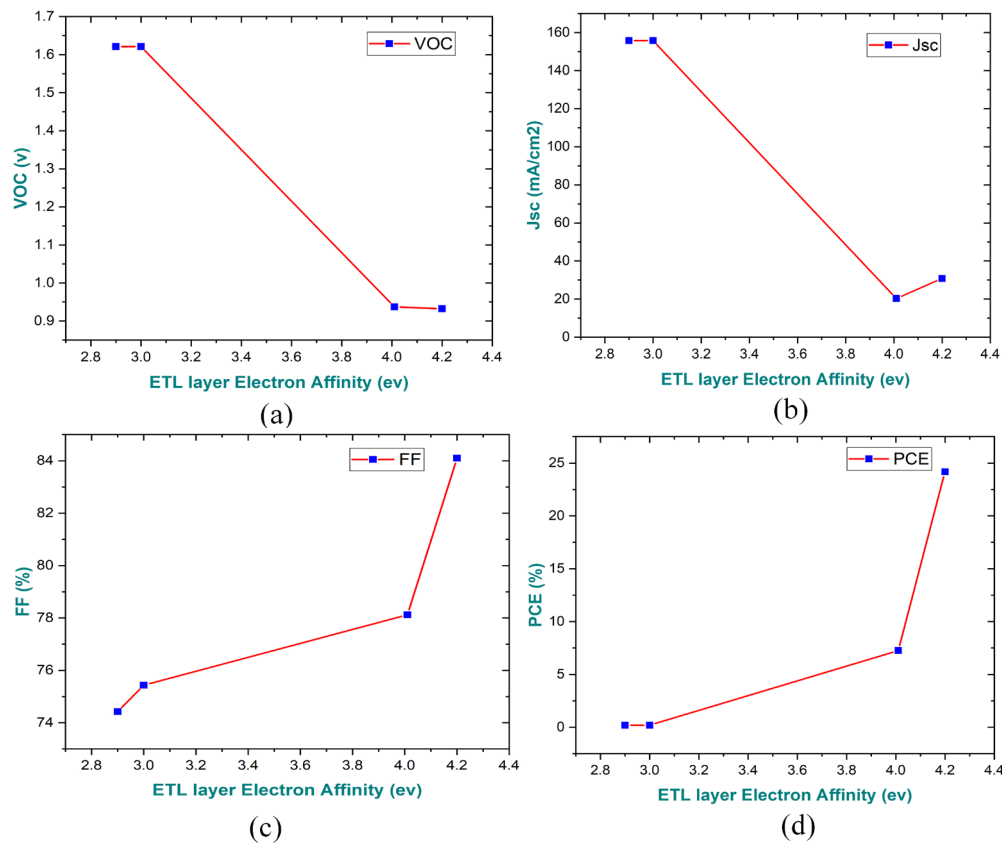 1.7
1.6
1.5
1.4
1.3
1.2
1.1
1.0
0.9
VOC (v)
VOC
2.8 3.0 3.2 3.4 3.6 3.8 4.0 4.2 4.4
ETL layer Electron Affinity (ev)
(a)
160
140
120
100
80
60
40
20
0
Jsc (mA/cm2)
Jsc
2.8 3.0 3.2 3.4 3.6 3.8 4.0 4.2 4.4
ETL layer Electron Affinity (ev)
(b)
84
82
80
78
76
74
FF (%)
FF
2.8 3.0 3.2 3.4 3.6 3.8 4.0 4.2 4.4
ETL layer Electron Affinity (ev)
(c)
25
20
15
10
5
0
PCE (%)
PCE
2.8 3.0 3.2 3.4 3.6 3.8 4.0 4.2 4.4
ETL layer Electron Affinity (ev)
(d)